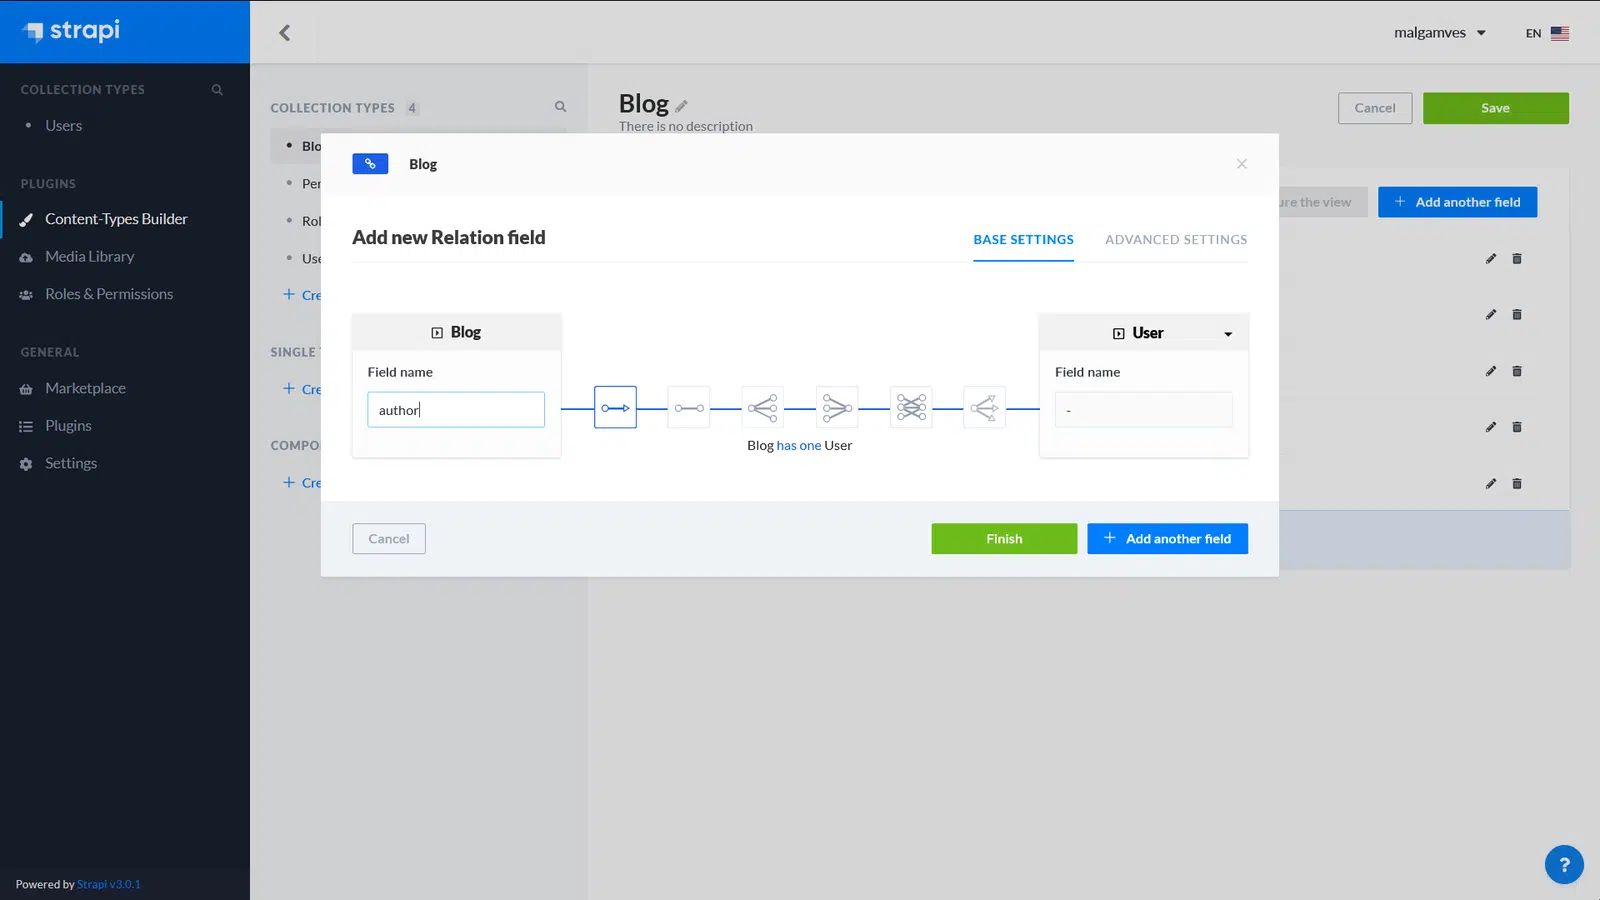 strapi
malgamves
EN
COLLECTION TYPES
Users
PLUGINS
Content-Types Builder
Media Library
Roles & Permissions
GENERAL
Marketplace
Plugins
Settings
Powered by Strapi v3.0.1
COLLECTION TYPES 4
Blo
Per
Rol
Use
+ Cre
SINGLE T
+ Cre
COMPO
+ Cre
Blog
There is no description
Cancel
Save
ure the view
+ Add another field
Blog
Add new Relation field
BASE SETTINGS
ADVANCED SETTINGS
Blog
Field name
author
Blog has one User
User
Field name
-
Cancel
Finish
+ Add another field
?